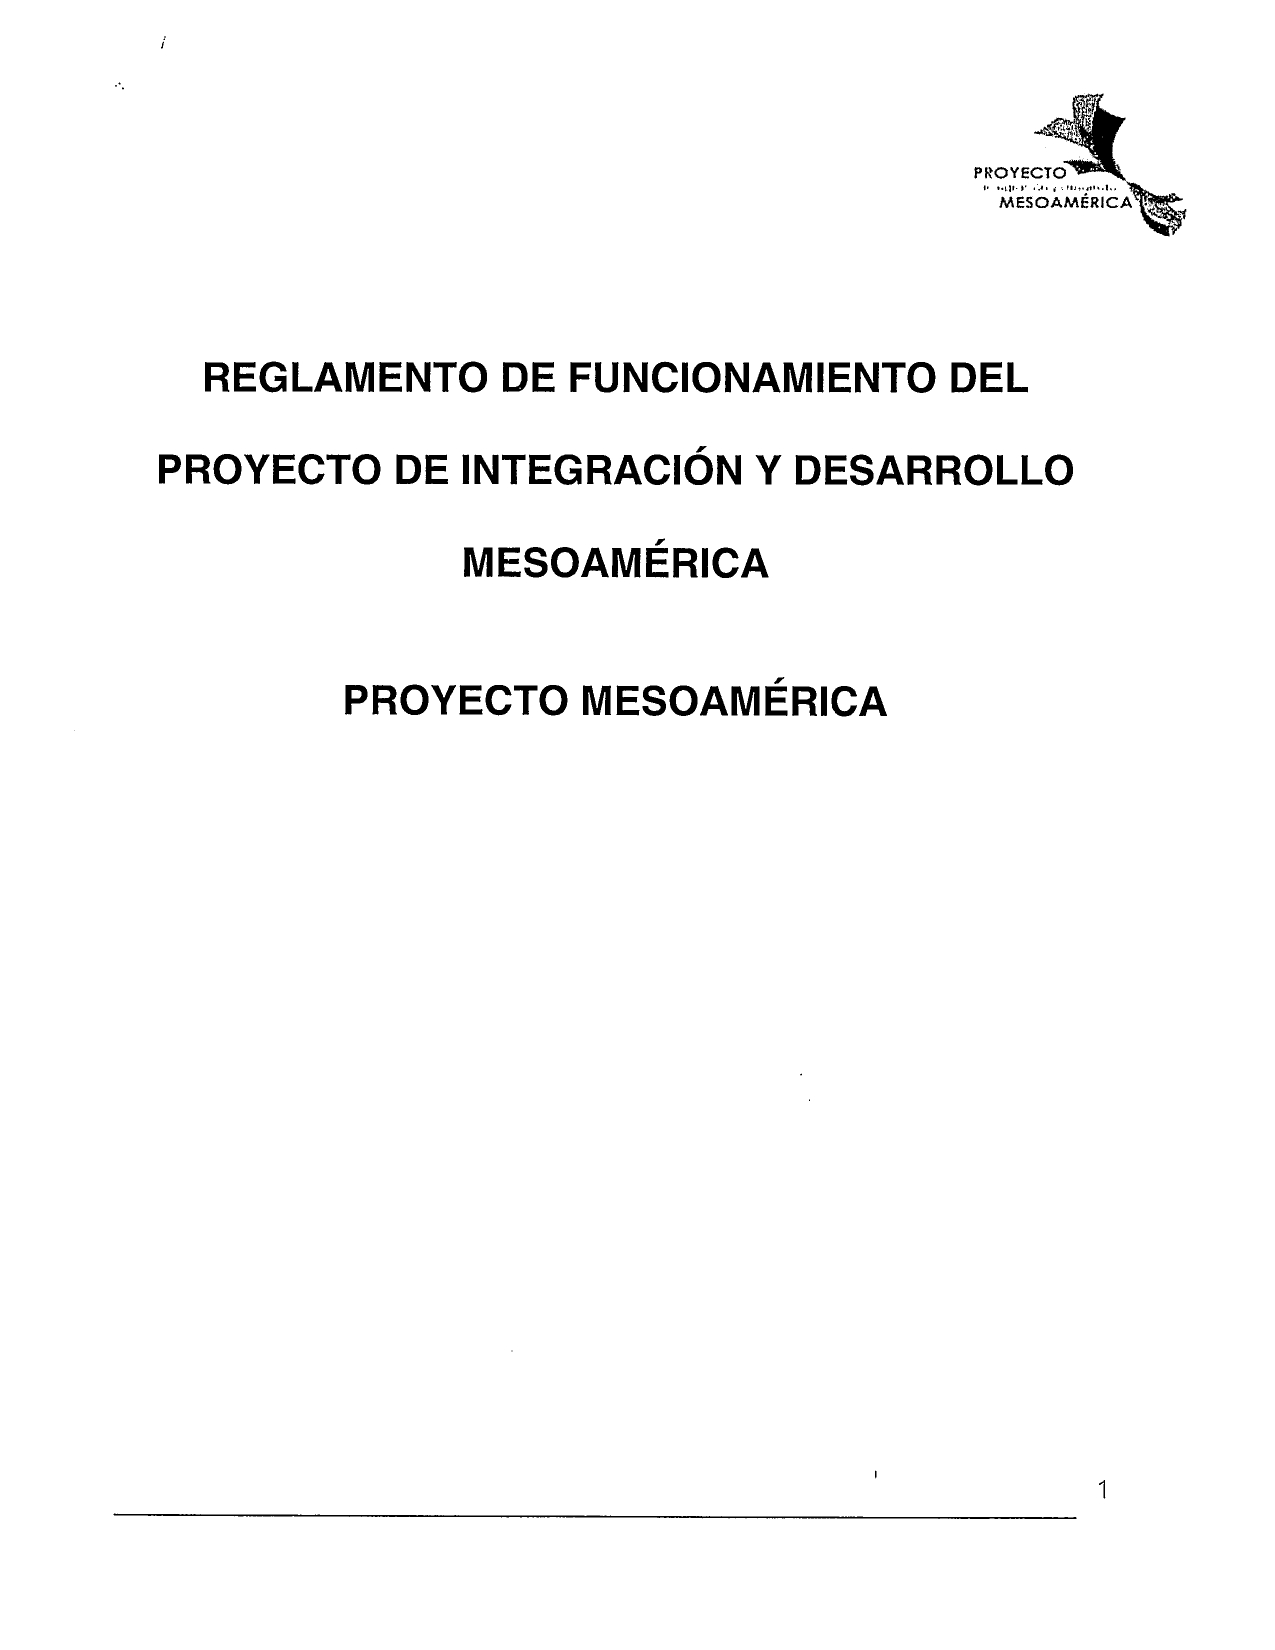 PROYECTO
MESOAMÉRICA
REGLAMENTO DE FUNCIONAMIENTO DEL
PROYECTO DE INTEGRACIÓN Y DESARROLLO
MESOAMÉRICA
PROYECTO MESOAMÉRICA
1